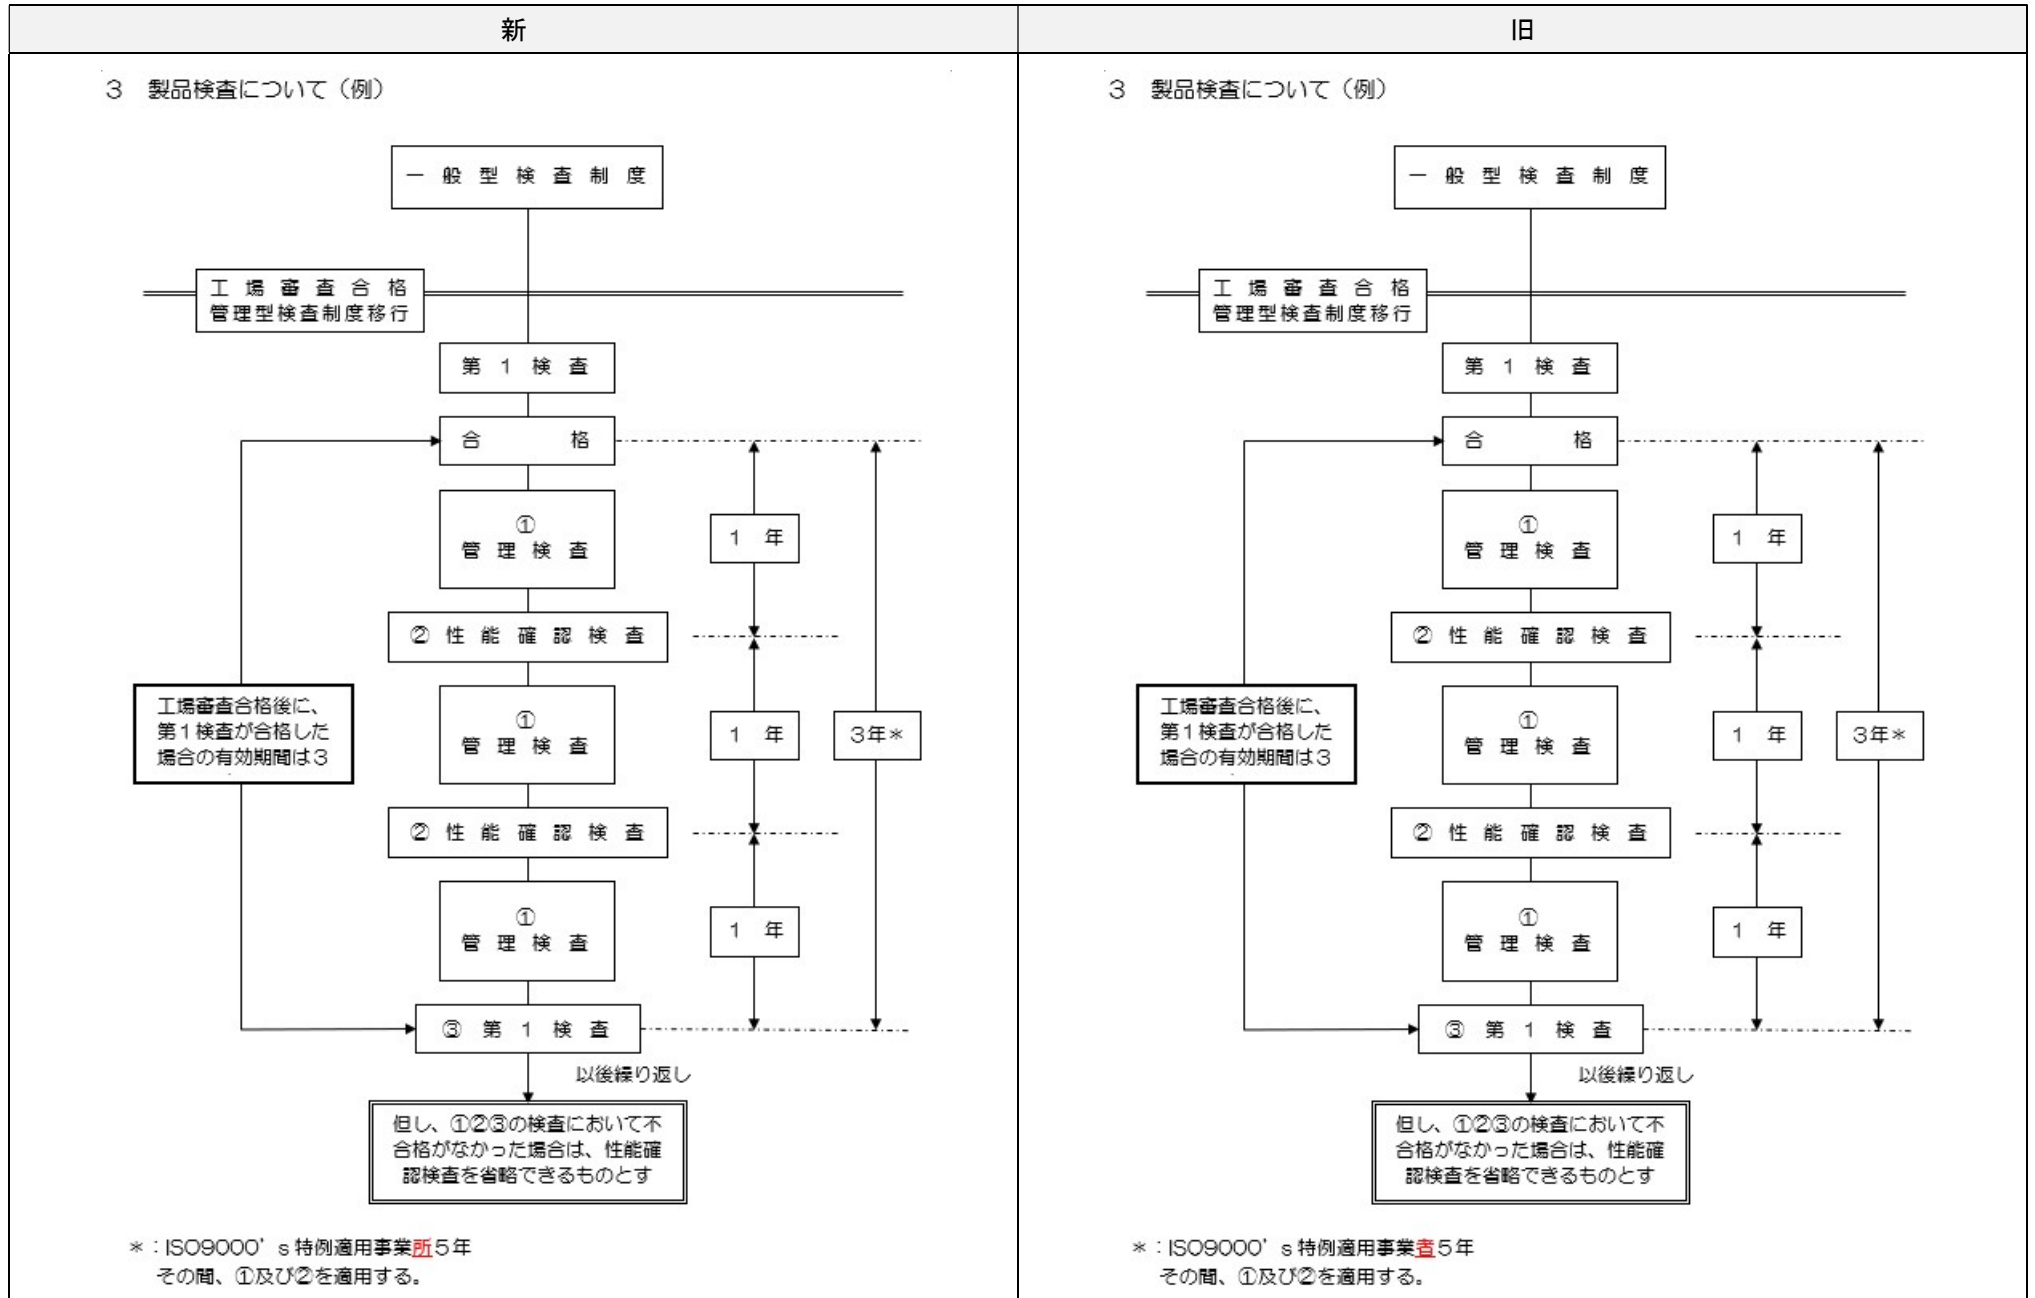 新
３　製品検査について（例）
一般型検査制度
工場審査合格
管理型検査制度移行
第１検査
合格
①
管理検査
１年
②性能確認検査
工場審査合格後に、
第１検査が合格した
場合の有効期間は３
①
管理検査
１年
３年＊
②性能確認検査
①
管理検査
１年
③第１検査
以後繰り返し
但し、①②③の検査において不
合格がなかった場合は、性能確
認検査を省略できるものとす
＊：ISO9000’ｓ特例適用事業所５年
その間、①及び②を適用する。
旧
３　製品検査について（例）
一般型検査制度
工場審査合格
管理型検査制度移行
第１検査
合格
①
管理検査
１年
②性能確認検査
工場審査合格後に、
第１検査が合格した
場合の有効期間は３
①
管理検査
１年
３年＊
②性能確認検査
①
管理検査
１年
③第１検査
以後繰り返し
但し、①②③の検査において不
合格がなかった場合は、性能確
認検査を省略できるものとす
＊：ISO9000’ｓ特例適用事業者５年
その間、①及び②を適用する。